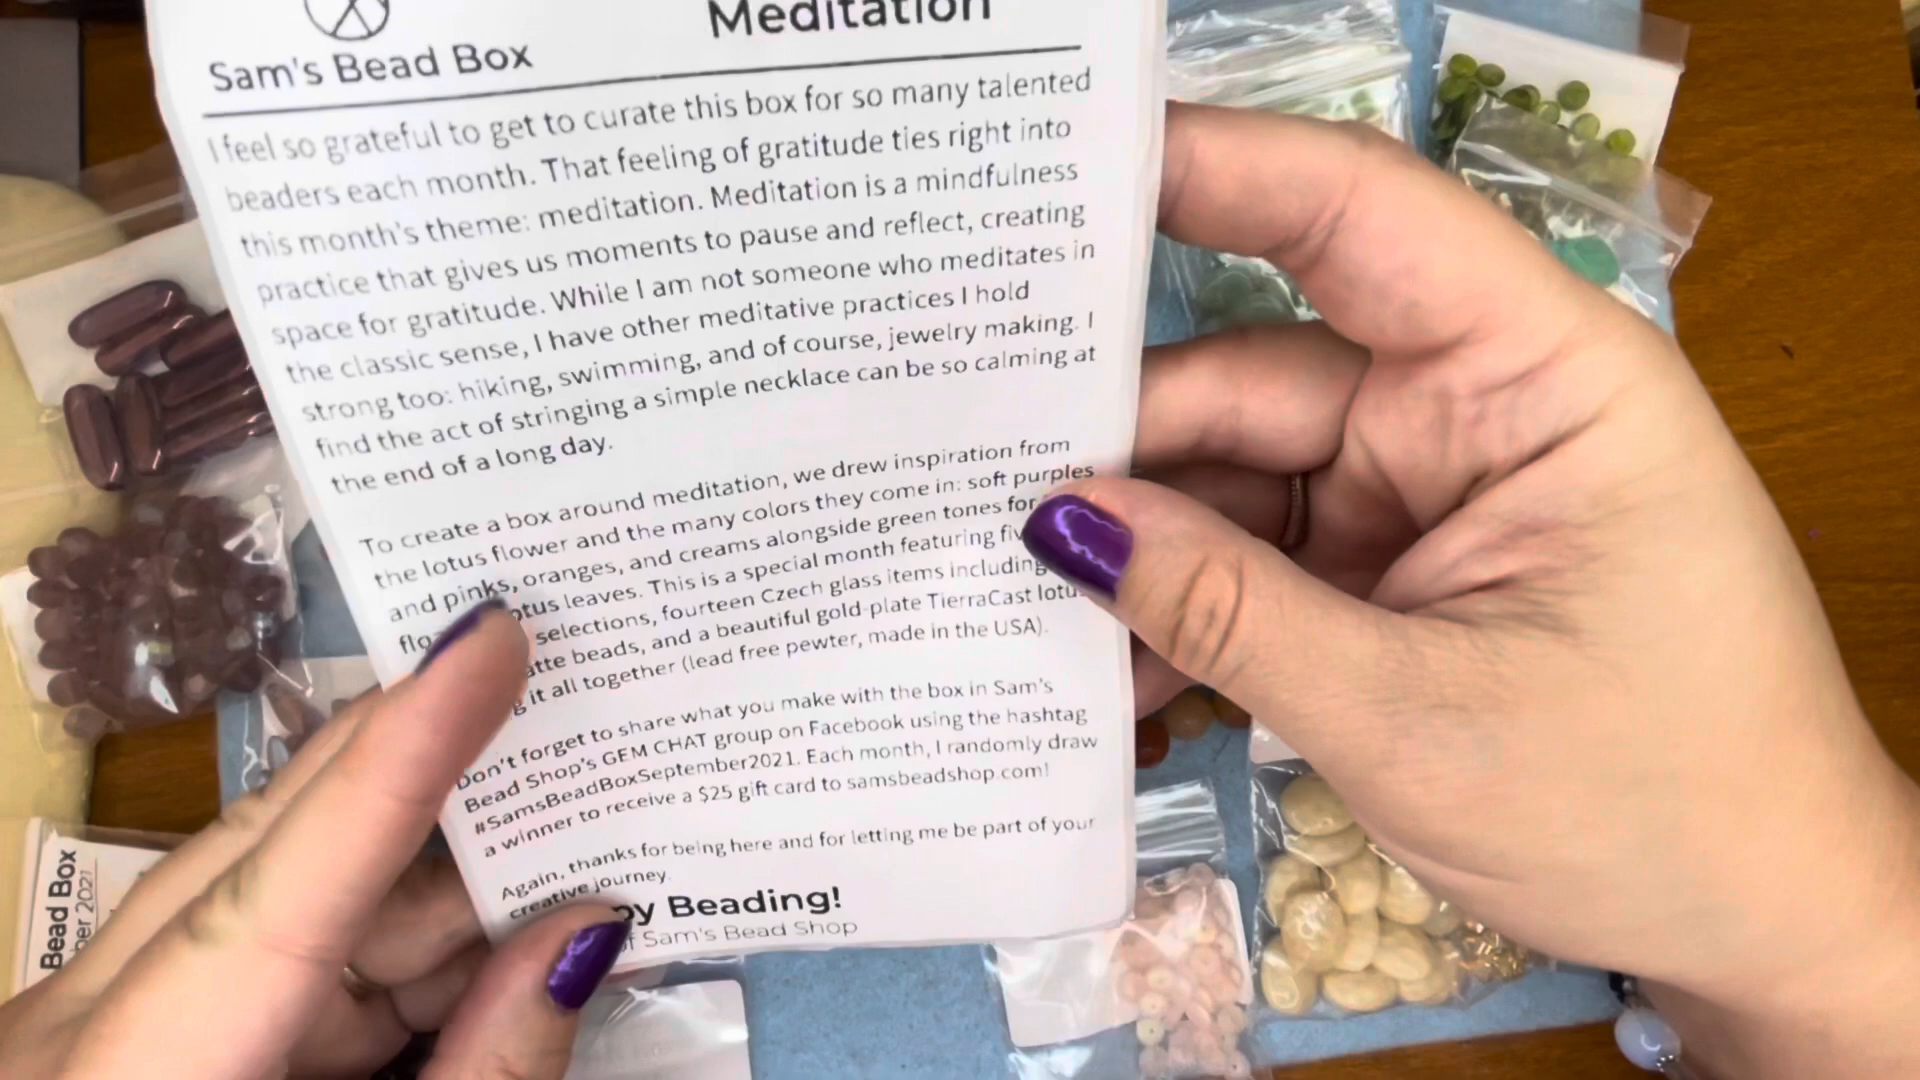 Meditation
Sam's Bead Box
I feel so grateful to get to curate this box for so many talented
beaders each month. That feeling of gratitude ties right into
this month's theme: meditation. Meditation is a mindfulness
practice that gives us moments to pause and reflect, creating
space for gratitude. While I am not someone who meditates in
the classic sense, I have other meditative practices I hold
strong too: hiking, swimming, and of course, jewelry making. I
find the act of stringing a simple necklace can be so calming at
the end of a long day.
To create a box around meditation, we drew inspiration from
the lotus flower and the many colors they come in: soft purples
and pinks, oranges, and creams alongside green tones for
lotus leaves. This is a special month featuring
selections, fourteen Czech glass items including
beads, and a beautiful gold-plate TierraCast lotus
it all together (lead free pewter, made in the USA).
Don't forget to share what you make with the box in Sam's
Bead Shop's GEM CHAT group on Facebook using the hashtag
#SamsBeadBoxSeptember2021. Each month, I randomly draw
a winner to receive a $25 gift card to samsbeadshop.com!
Again, thanks for being here and for letting me be part of your
creative journey.
Beading!
Sam's Bead Shop
Bead Box
2021